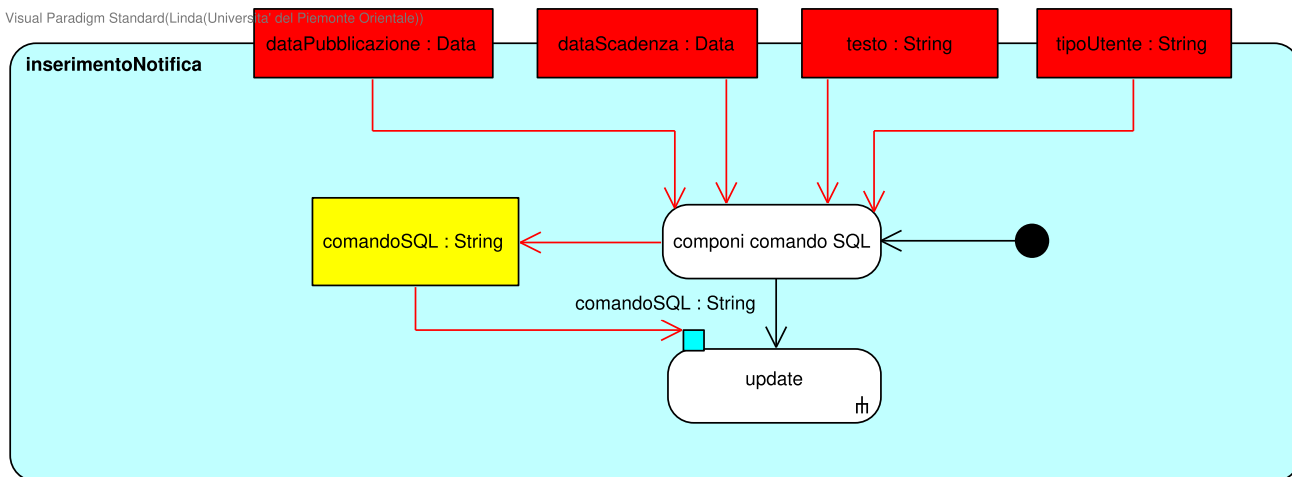 Visual Paradigm Standard(Linda(Universita' del Piemonte Orientale))
dataPubblicazione : Data
dataScadenza : Data
testo : String
tipoUtente : String
inserimentoNotifica
comandoSQL : String
componi comando SQL
comandoSQL : String
update